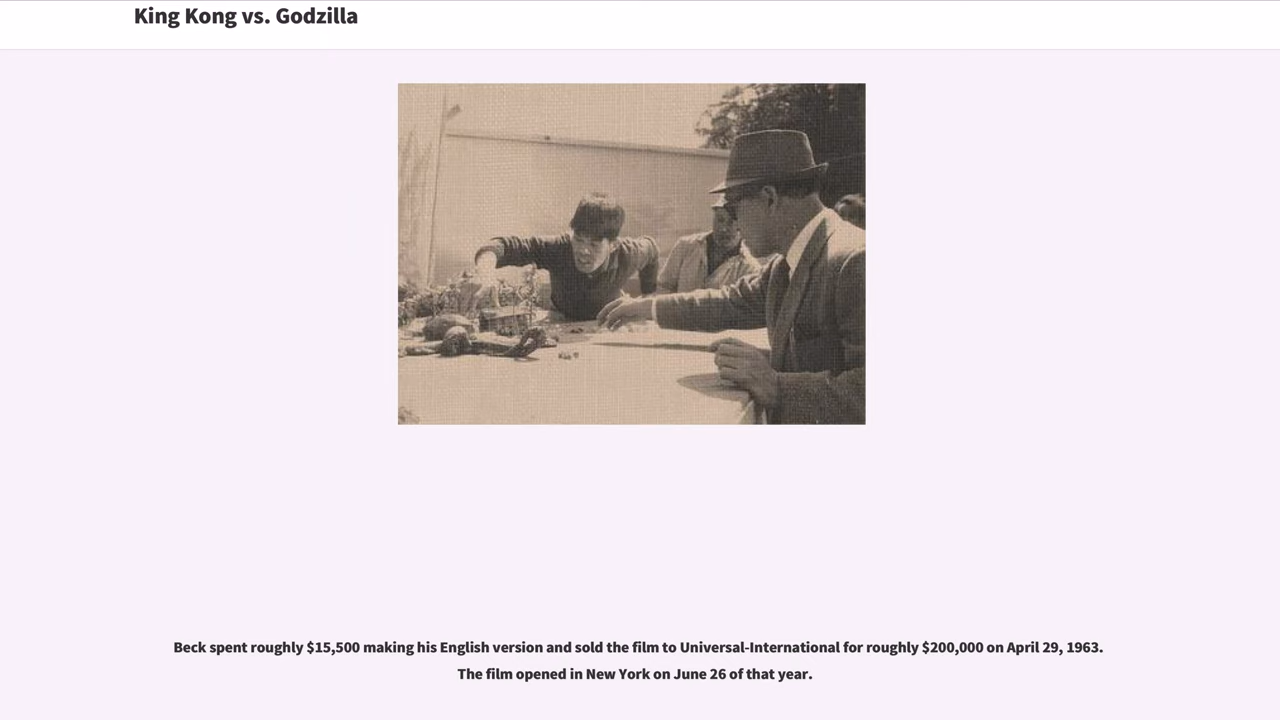 King Kong vs. Godzilla
Beck spent roughly $15,500 making his English version and sold the film to Universal-International for roughly $200,000 on April 29, 1963.
The film opened in New York on June 26 of that year.